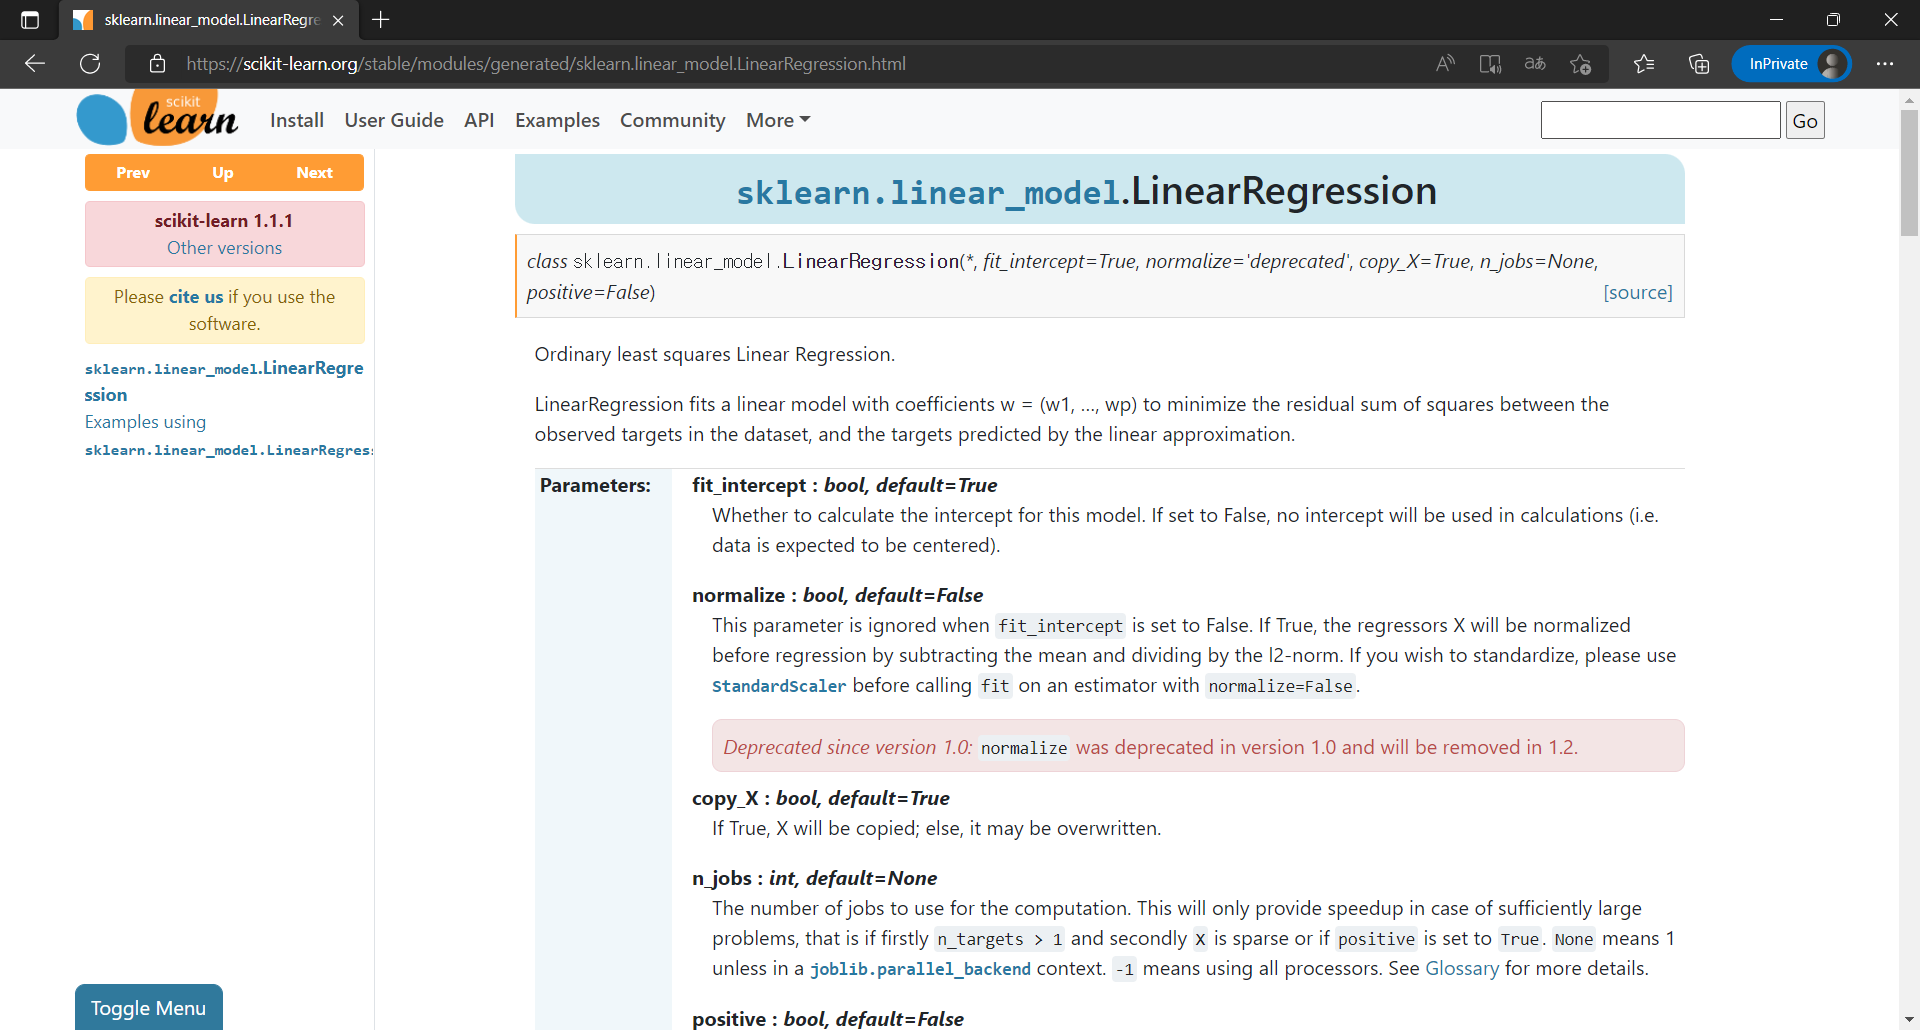 sklearn.linear_model.LinearRegre
https://scikit-learn.org/stable/modules/generated/sklearn.linear_model.LinearRegression.html
InPrivate
scikit
learn
Install User Guide API Examples Community More
Go
Prev Up Next
scikit-learn 1.1.1
Other versions
Please cite us if you use the
software.
sklearn.linear_model.LinearRegre
ssion
Examples using
sklearn.linear_model.LinearRegres
Toggle Menu
sklearn.linear_model.LinearRegression
class sklearn.linear_model.LinearRegression(*, fit_intercept=True, normalize='deprecated', copy_X=True, n_jobs=None,
positive=False) [source]
Ordinary least squares Linear Regression.
LinearRegression fits a linear model with coefficients w = (w1, ..., wp) to minimize the residual sum of squares between the
observed targets in the dataset, and the targets predicted by the linear approximation.
Parameters:
fit_intercept : bool, default=True
Whether to calculate the intercept for this model. If set to False, no intercept will be used in calculations (i.e.
data is expected to be centered).
normalize : bool, default=False
This parameter is ignored when fit_intercept is set to False. If True, the regressors X will be normalized
before regression by subtracting the mean and dividing by the l2-norm. If you wish to standardize, please use
StandardScaler before calling fit on an estimator with normalize=False.
Deprecated since version 1.0: normalize was deprecated in version 1.0 and will be removed in 1.2.
copy_X : bool, default=True
If True, X will be copied; else, it may be overwritten.
n_jobs : int, default=None
The number of jobs to use for the computation. This will only provide speedup in case of sufficiently large
problems, that is if firstly n_targets > 1 and secondly X is sparse or if positive is set to True. None means 1
unless in a joblib.parallel_backend context. -1 means using all processors. See Glossary for more details.
positive : bool, default=False